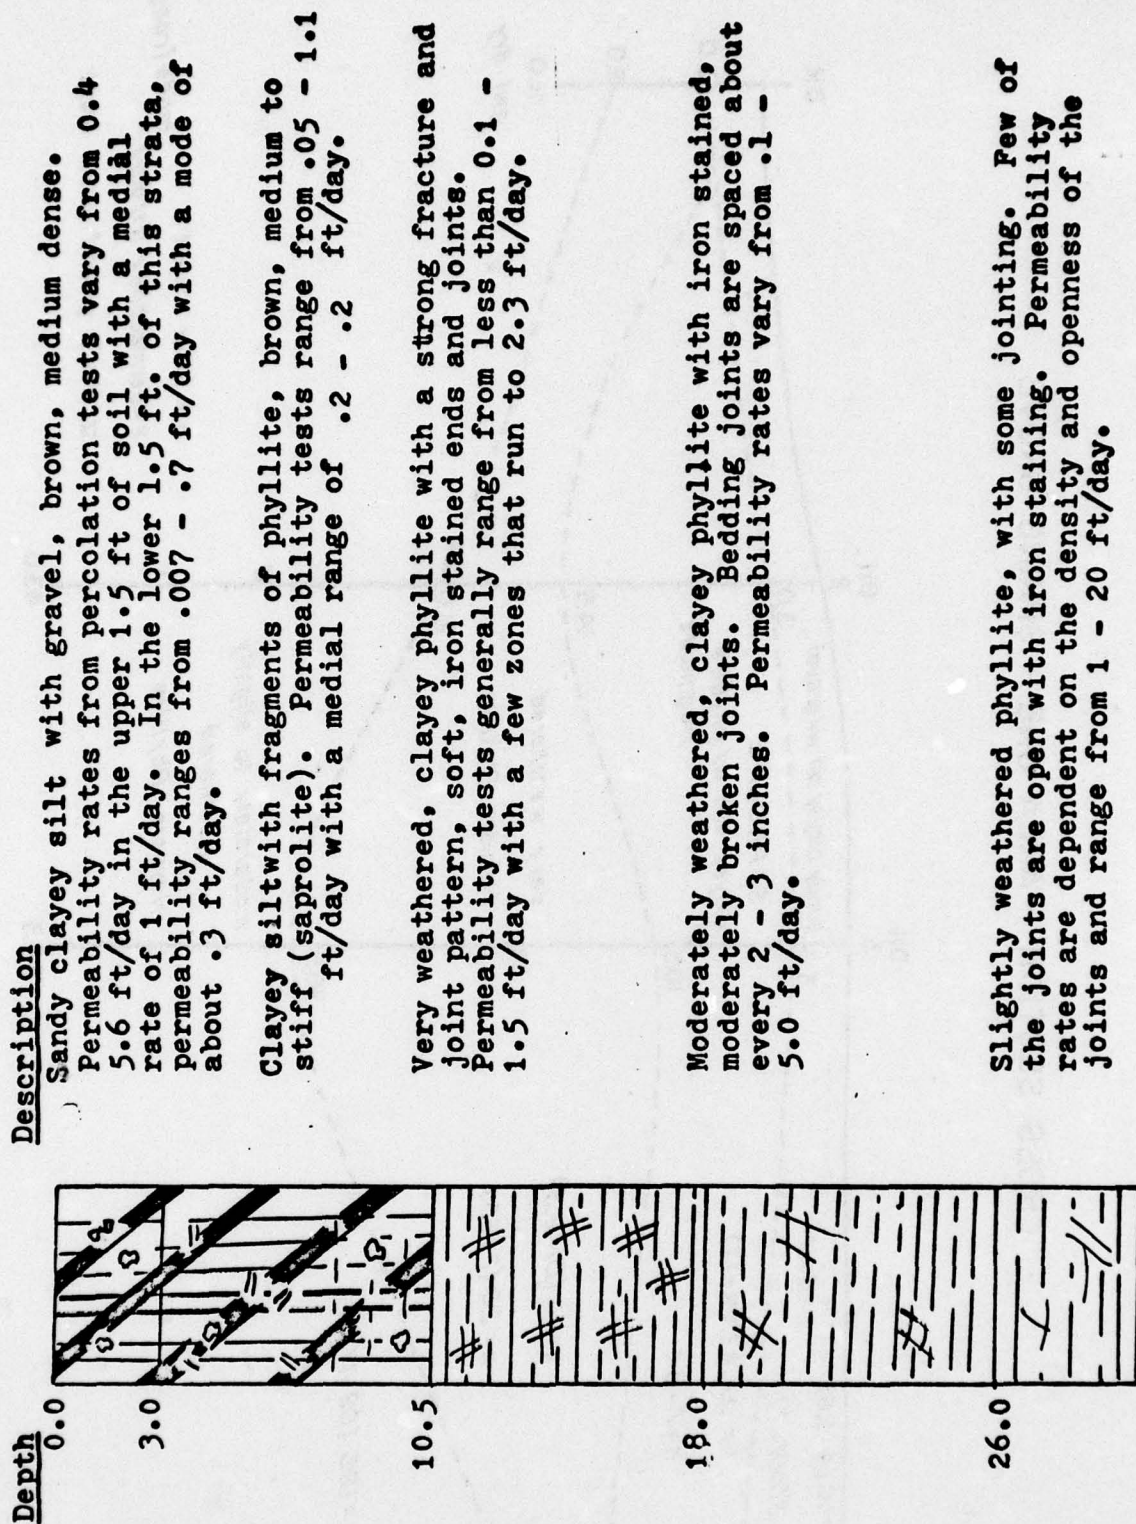 Depth
Description
0.0
Sandy clayey silt with gravel, brown, medium dense.
Permeability rates from percolation tests vary from 0.4
5.6 ft/day in the upper 1.5 ft of soil with a medial
rate of 1 ft/day. In the lower 1.5 ft. of this strata,
permeability ranges from .007 - .7 ft/day with a mode of
about .3 ft/day.
3.0
Clayey siltwith fragments of phyllite, brown, medium to
stiff (saprolite). Permeability tests range from .05 - 1.1
ft/day with a medial range of .2 - .2 ft/day.
10.5
Very weathered, clayey phyllite with a strong fracture and
joint pattern, soft, iron stained ends and joints.
Permeability tests generally range from less than 0.1 -
1.5 ft/day with a few zones that run to 2.3 ft/day.
18.0
Moderately weathered, clayey phyllite with iron stained,
moderately broken joints. Bedding joints are spaced about
every 2 - 3 inches. Permeability rates vary from .1 -
5.0 ft/day.
26.0
Slightly weathered phyllite, with some jointing. Few of
the joints are open with iron staining. Permeability
rates are dependent on the density and openness of the
joints and range from 1 - 20 ft/day.